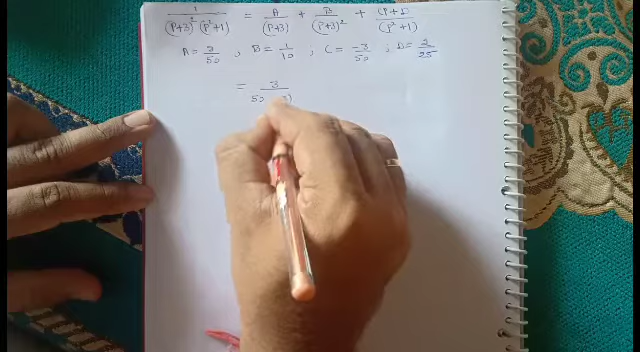 1/((P+3)² (P²+1)) = A/(P+3) + B/(P+3)² + (CP+D)/(P²+1)
A = 3/50 ; B = 1/10 ; C = -3/50 ; D = 2/25
= 3/50